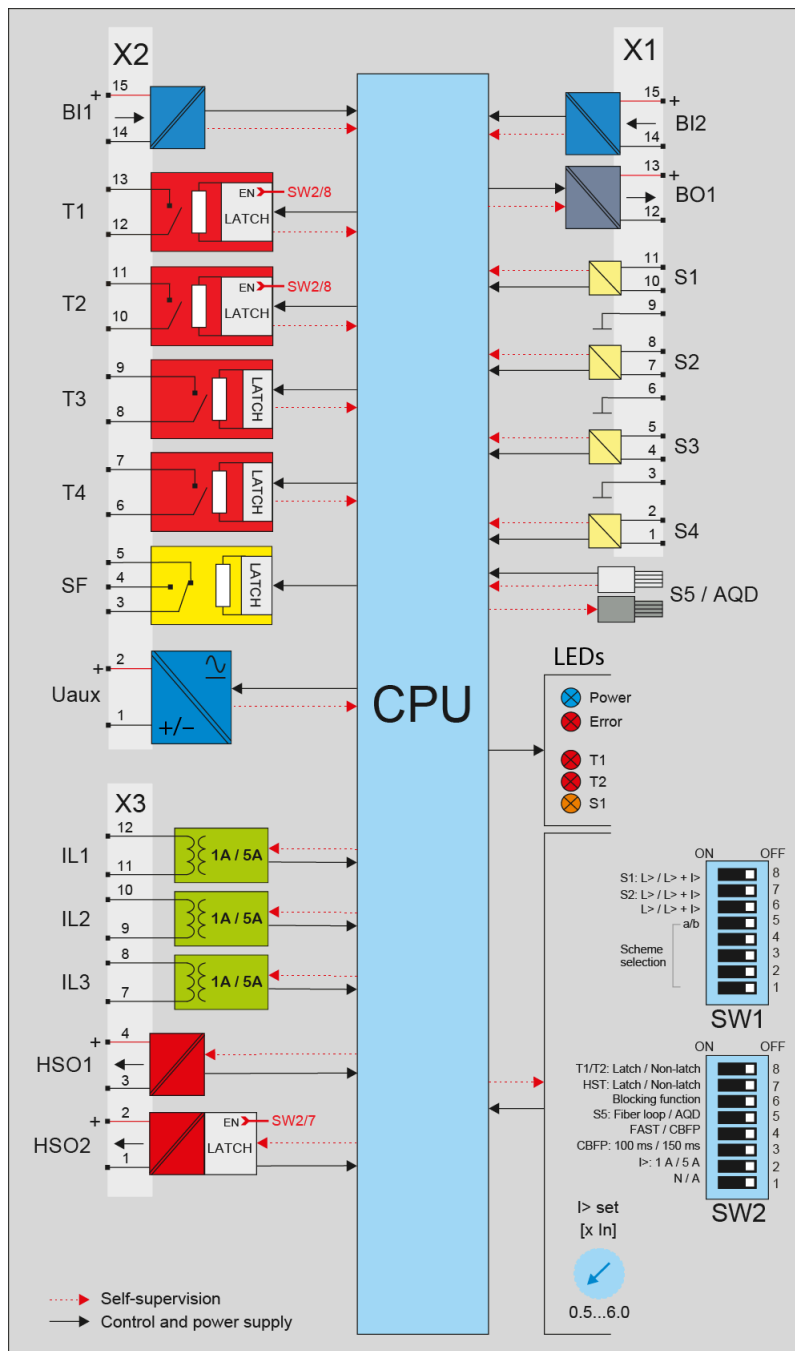 X2
15
+
BI1
14
13
T1
12
EN
SW2/8
LATCH
11
T2
10
EN
SW2/8
LATCH
9
T3
8
LATCH
7
T4
6
LATCH
5
SF
4
3
LATCH
2
+
Uaux
1
+/−
X3
12
IL1
11
1A / 5A
10
IL2
9
1A / 5A
8
IL3
7
1A / 5A
4
+
HSO1
3
2
+
HSO2
1
EN
SW2/7
LATCH
CPU
X1
15
+
BI2
14
13
+
BO1
12
11
S1
10
9
8
S2
7
6
5
S3
4
3
2
S4
1
S5 / AQD
LEDs
Power
Error
T1
T2
S1
ON OFF
S1: L> / L> + I> 8
S2: L> / L> + I> 7
L> / L> + I> 6
a/b 5
4
Scheme 3
selection 2
1
SW1
ON OFF
T1/T2: Latch / Non-latch 8
HST: Latch / Non-latch 7
Blocking function 6
S5: Fiber loop / AQD 5
FAST / CBFP 4
CBFP: 100 ms / 150 ms 3
I>: 1 A / 5 A 2
N / A 1
SW2
I> set
[x In]
0.5...6.0
Self-supervision
Control and power supply